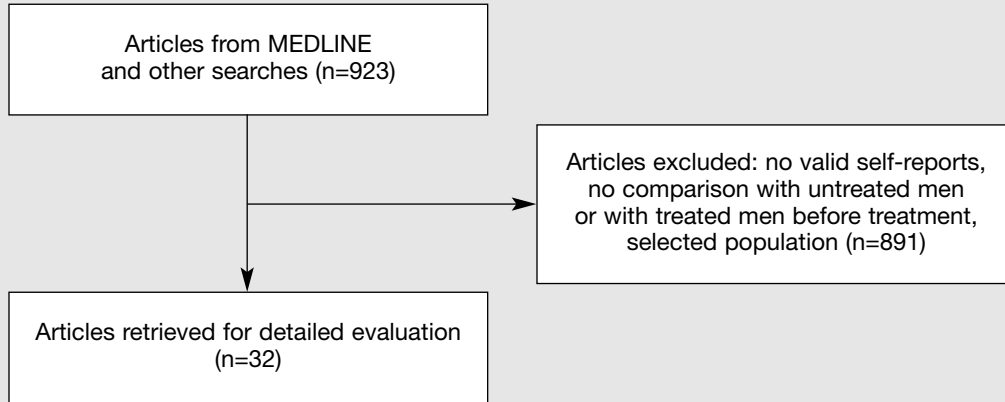 Articles from MEDLINE
and other searches (n=923)
Articles excluded: no valid self-reports,
no comparison with untreated men
or with treated men before treatment,
selected population (n=891)
Articles retrieved for detailed evaluation
(n=32)